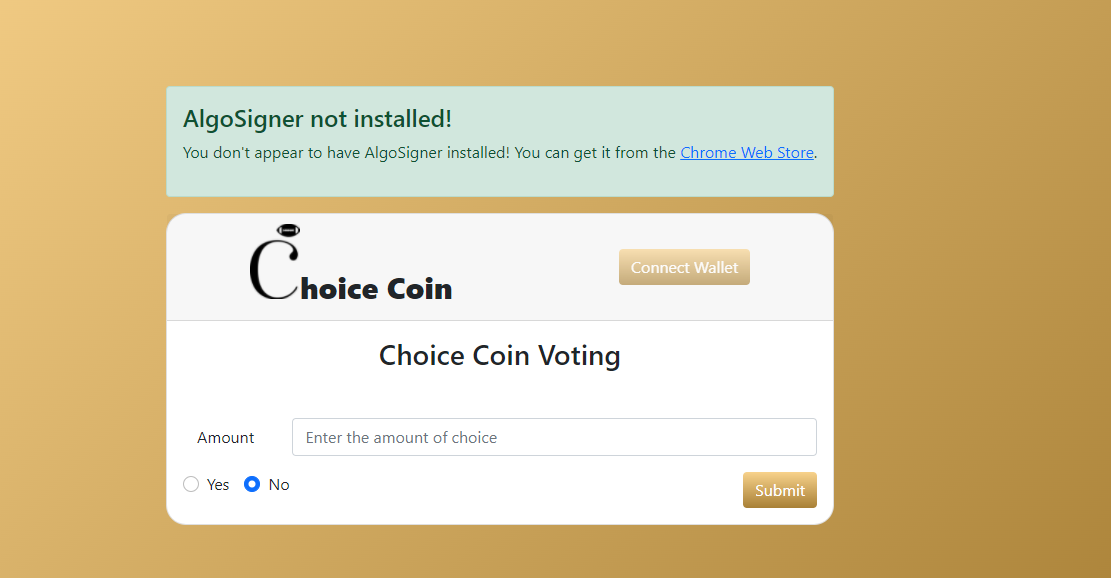 AlgoSigner not installed!
You don't appear to have AlgoSigner installed! You can get it from the Chrome Web Store.
Choice Coin
Connect Wallet
Choice Coin Voting
Amount
Enter the amount of choice
Yes
No
Submit